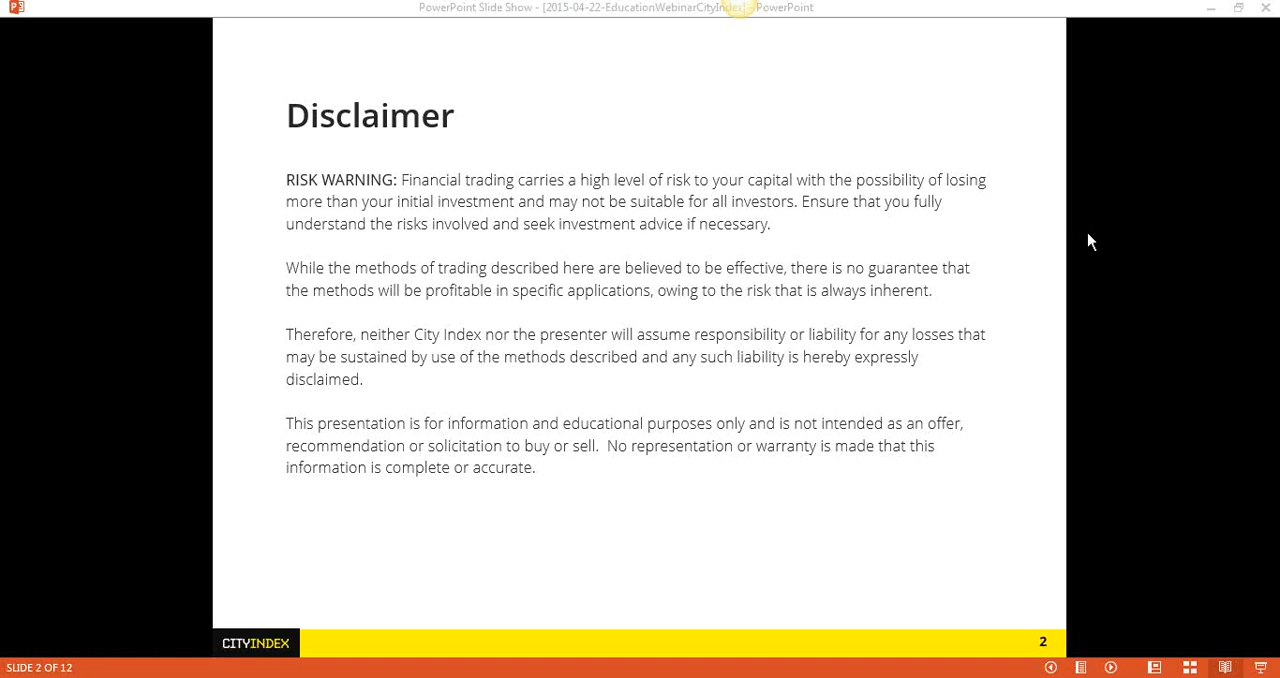 PowerPoint Slide Show - [2015-04-22-EducationWebinarCityIndex] - PowerPoint
Disclaimer
RISK WARNING: Financial trading carries a high level of risk to your capital with the possibility of losing
more than your initial investment and may not be suitable for all investors. Ensure that you fully
understand the risks involved and seek investment advice if necessary.
While the methods of trading described here are believed to be effective, there is no guarantee that
the methods will be profitable in specific applications, owing to the risk that is always inherent.
Therefore, neither City Index nor the presenter will assume responsibility or liability for any losses that
may be sustained by use of the methods described and any such liability is hereby expressly
disclaimed.
This presentation is for information and educational purposes only and is not intended as an offer,
recommendation or solicitation to buy or sell.  No representation or warranty is made that this
information is complete or accurate.
CITYINDEX
2
SLIDE 2 OF 12